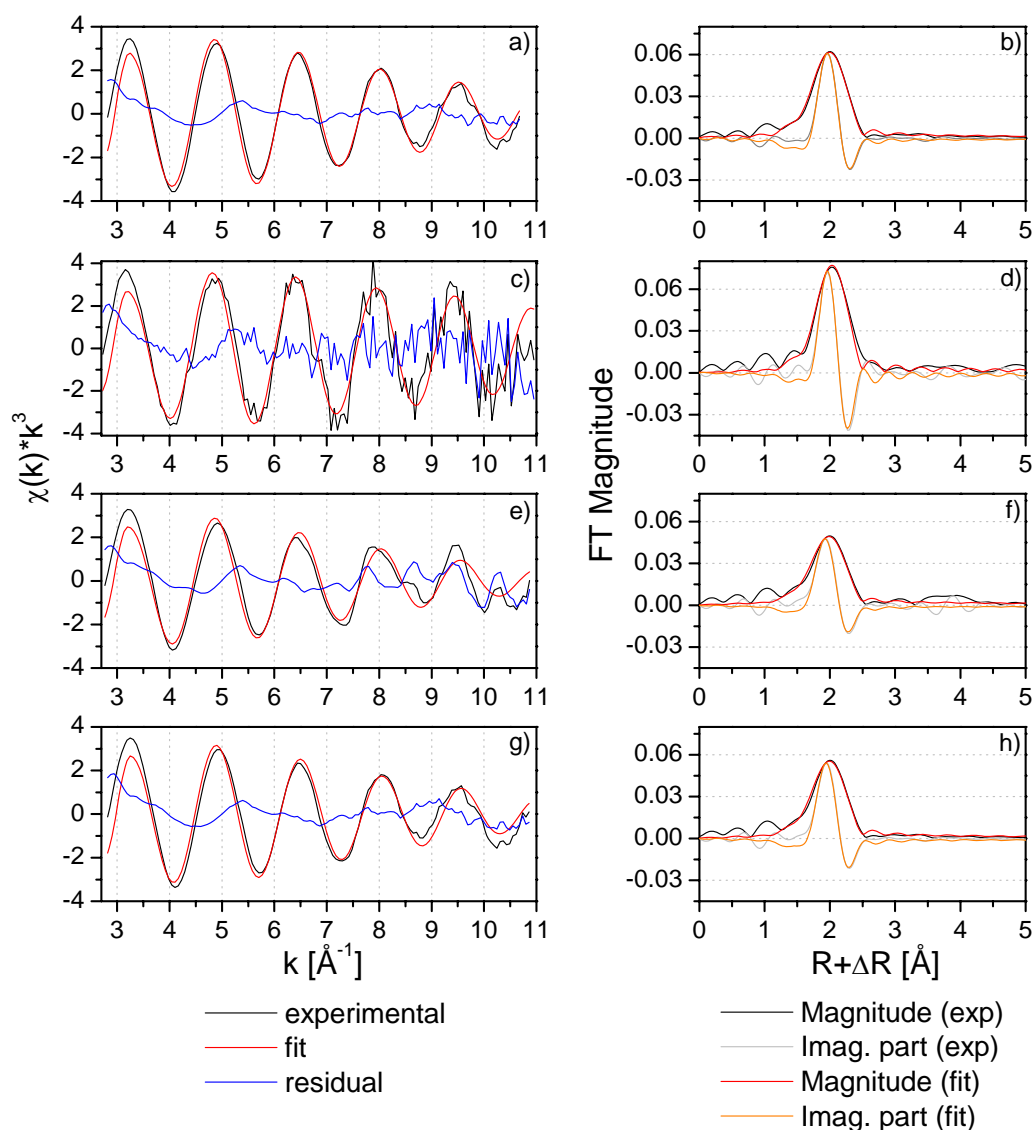 4
2
0
-2
-4
a)
3 4 5 6 7 8 9 10 11
0.06
0.03
0.00
-0.03
b)
0 1 2 3 4 5
4
2
0
-2
-4
c)
3 4 5 6 7 8 9 10 11
0.06
0.03
0.00
-0.03
d)
0 1 2 3 4 5
χ(k)*k³
FT Magnitude
4
2
0
-2
-4
e)
3 4 5 6 7 8 9 10 11
0.06
0.03
0.00
-0.03
f)
0 1 2 3 4 5
4
2
0
-2
-4
g)
3 4 5 6 7 8 9 10 11
k [Å⁻¹]
0.06
0.03
0.00
-0.03
h)
0 1 2 3 4 5
R+ΔR [Å]
experimental
fit
residual
Magnitude (exp)
Imag. part (exp)
Magnitude (fit)
Imag. part (fit)